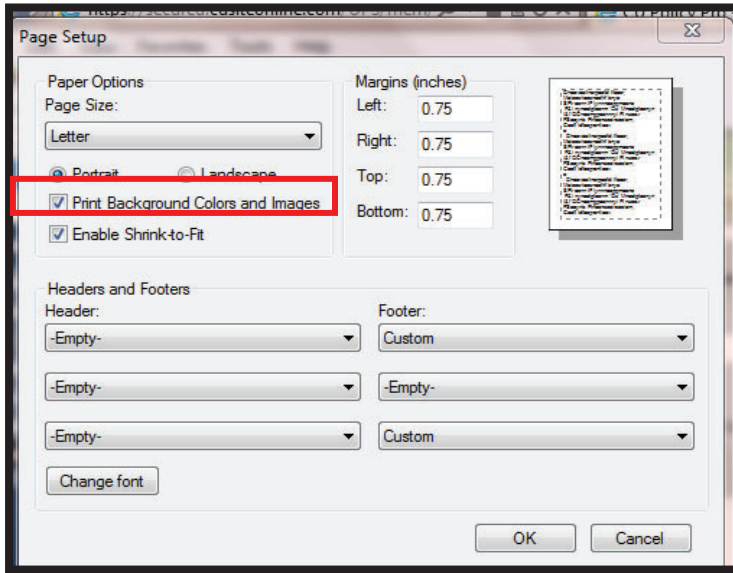 Page Setup
Paper Options
Page Size:
Letter
Portrait Landscape
Print Background Colors and Images
Enable Shrink-to-Fit
Margins (inches)
Left: 0.75
Right: 0.75
Top: 0.75
Bottom: 0.75
Headers and Footers
Header: Footer:
-Empty- Custom
-Empty- -Empty-
-Empty- Custom
Change font
OK Cancel